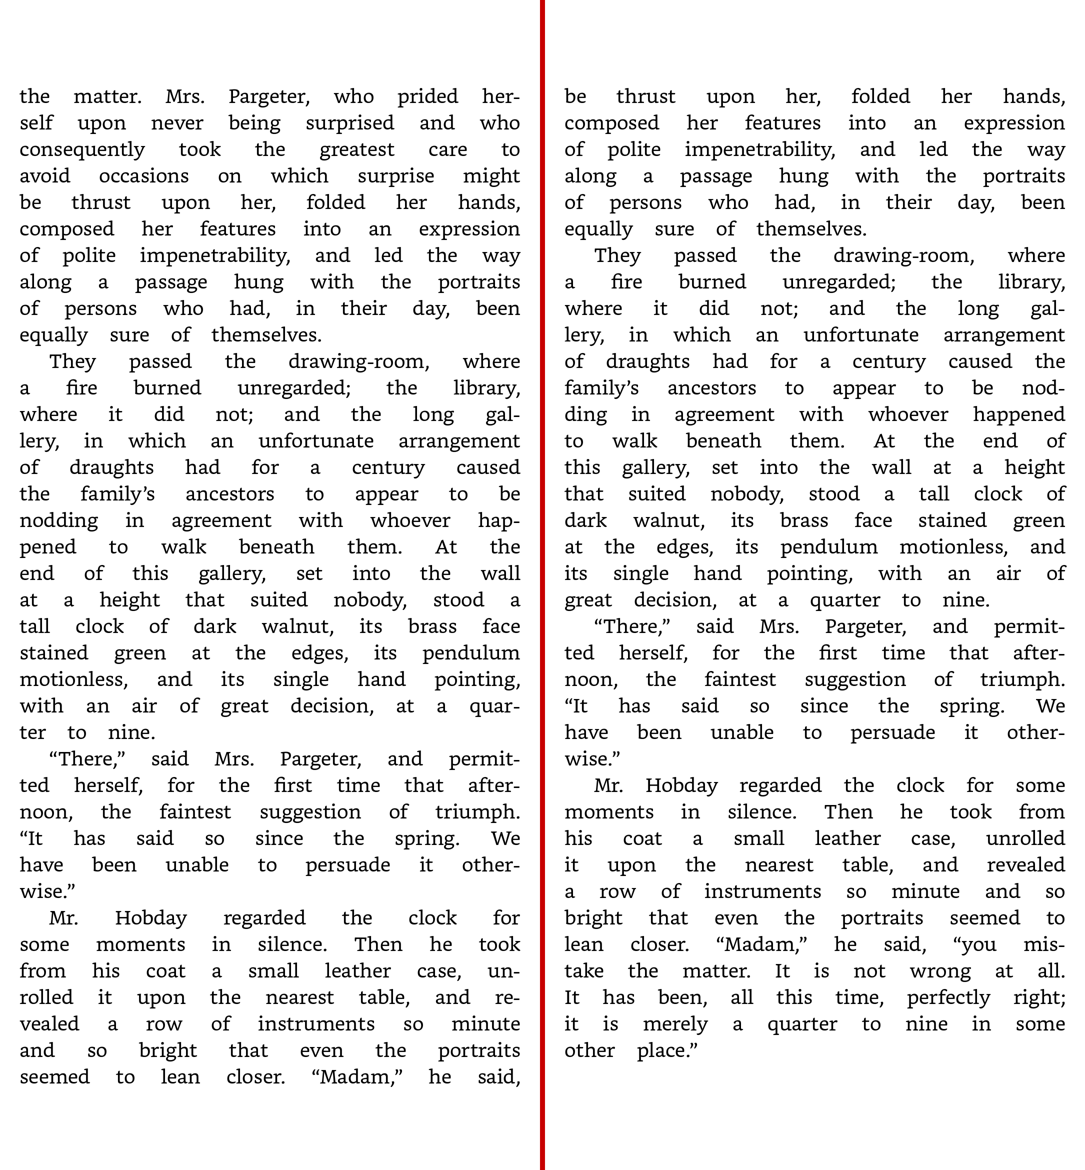 the matter. Mrs. Pargeter, who prided her-
self upon never being surprised and who
consequently took the greatest care to
avoid occasions on which surprise might
be thrust upon her, folded her hands,
composed her features into an expression
of polite impenetrability, and led the way
along a passage hung with the portraits
of persons who had, in their day, been
equally sure of themselves.
They passed the drawing-room, where
a fire burned unregarded; the library,
where it did not; and the long gal-
lery, in which an unfortunate arrangement
of draughts had for a century caused
the family’s ancestors to appear to be
nodding in agreement with whoever hap-
pened to walk beneath them. At the
end of this gallery, set into the wall
at a height that suited nobody, stood a
tall clock of dark walnut, its brass face
stained green at the edges, its pendulum
motionless, and its single hand pointing,
with an air of great decision, at a quar-
ter to nine.
“There,” said Mrs. Pargeter, and permit-
ted herself, for the first time that after-
noon, the faintest suggestion of triumph.
“It has said so since the spring. We
have been unable to persuade it other-
wise.”
Mr. Hobday regarded the clock for
some moments in silence. Then he took
from his coat a small leather case, un-
rolled it upon the nearest table, and re-
vealed a row of instruments so minute
and so bright that even the portraits
seemed to lean closer. “Madam,” he said,
be thrust upon her, folded her hands,
composed her features into an expression
of polite impenetrability, and led the way
along a passage hung with the portraits
of persons who had, in their day, been
equally sure of themselves.
They passed the drawing-room, where
a fire burned unregarded; the library,
where it did not; and the long gal-
lery, in which an unfortunate arrangement
of draughts had for a century caused the
family’s ancestors to appear to be nod-
ding in agreement with whoever happened
to walk beneath them. At the end of
this gallery, set into the wall at a height
that suited nobody, stood a tall clock of
dark walnut, its brass face stained green
at the edges, its pendulum motionless, and
its single hand pointing, with an air of
great decision, at a quarter to nine.
“There,” said Mrs. Pargeter, and permit-
ted herself, for the first time that after-
noon, the faintest suggestion of triumph.
“It has said so since the spring. We
have been unable to persuade it other-
wise.”
Mr. Hobday regarded the clock for some
moments in silence. Then he took from
his coat a small leather case, unrolled
it upon the nearest table, and revealed
a row of instruments so minute and so
bright that even the portraits seemed to
lean closer. “Madam,” he said, “you mis-
take the matter. It is not wrong at all.
It has been, all this time, perfectly right;
it is merely a quarter to nine in some
other place.”